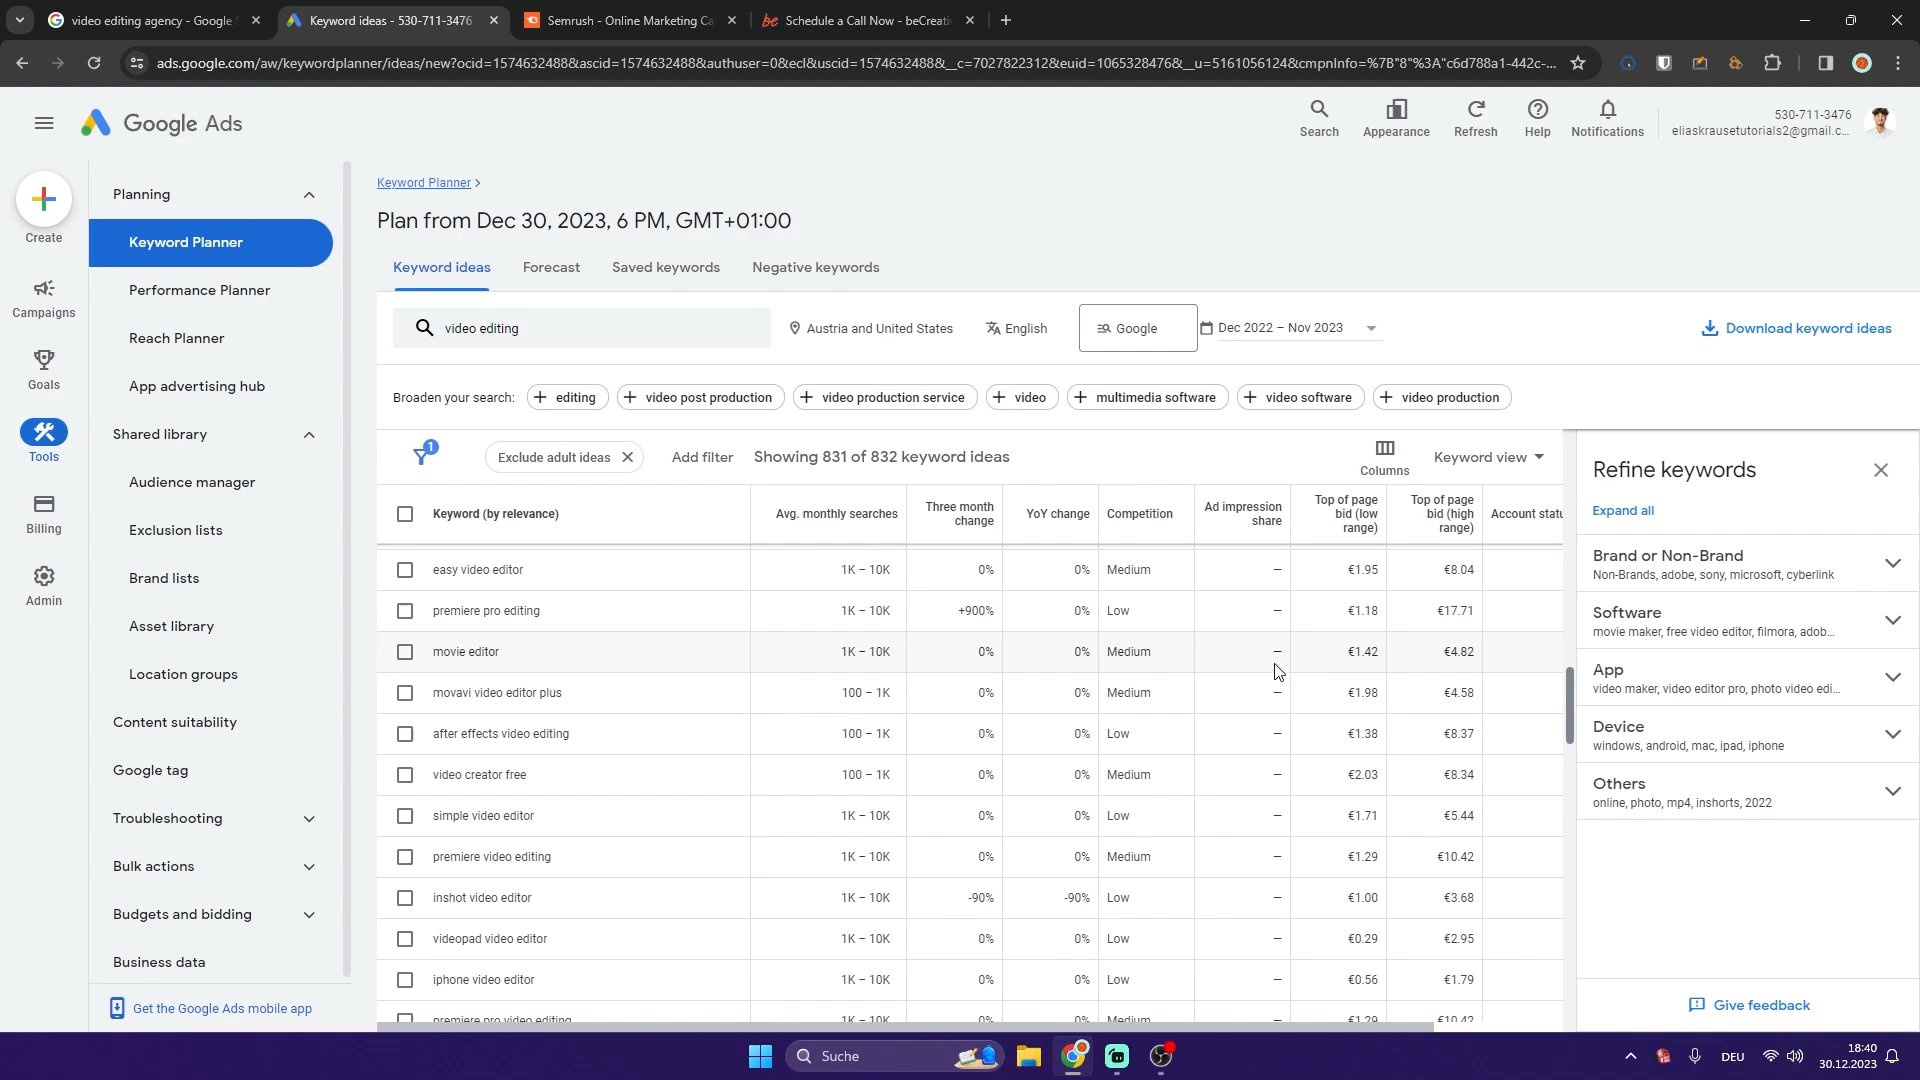 video editing agency - Google S
Keyword ideas - 530-711-3476
Semrush - Online Marketing Ca
Schedule a Call Now - beCreativ
ads.google.com/aw/keywordplanner/ideas/new?ocid=1574632488&ascid=1574632488&authuser=0&ecl&uscid=1574632488&__c=7027822312&euid=1065328476&__u=5161056124&cmpnInfo=%7B"8"%3A"c6d788a1-442c-...
Google Ads
Search
Appearance
Refresh
Help
Notifications
530-711-3476
eliaskrausetutorials2@gmail.c...
Create
Campaigns
Goals
Tools
Billing
Admin
Planning
Keyword Planner
Performance Planner
Reach Planner
App advertising hub
Shared library
Audience manager
Exclusion lists
Brand lists
Asset library
Location groups
Content suitability
Google tag
Troubleshooting
Bulk actions
Budgets and bidding
Business data
Get the Google Ads mobile app
Keyword Planner
Plan from Dec 30, 2023, 6 PM, GMT+01:00
Keyword ideas Forecast Saved keywords Negative keywords
video editing
Austria and United States
English
Google
Dec 2022 – Nov 2023
Download keyword ideas
Broaden your search: editing video post production video production service video multimedia software video software video production
1
Exclude adult ideas
Add filter
Showing 831 of 832 keyword ideas
Columns
Keyword view
Keyword (by relevance)
Avg. monthly searches
Three month
change
YoY change
Competition
Ad impression
share
Top of page
bid (low
range)
Top of page
bid (high
range)
Account statu
easy video editor 1K – 10K 0% 0% Medium – €1.95 €8.04
premiere pro editing 1K – 10K +900% 0% Low – €1.18 €17.71
movie editor 1K – 10K 0% 0% Medium – €1.42 €4.82
movavi video editor plus 100 – 1K 0% 0% Medium – €1.98 €4.58
after effects video editing 100 – 1K 0% 0% Low – €1.38 €8.37
video creator free 100 – 1K 0% 0% Medium – €2.03 €8.34
simple video editor 1K – 10K 0% 0% Low – €1.71 €5.44
premiere video editing 1K – 10K 0% 0% Medium – €1.29 €10.42
inshot video editor 1K – 10K -90% -90% Low – €1.00 €3.68
videopad video editor 1K – 10K 0% 0% Low – €0.29 €2.95
iphone video editor 1K – 10K 0% 0% Low – €0.56 €1.79
premiere pro video editing 1K – 10K 0% 0% Medium – €1.29 €10.42
Refine keywords
Expand all
Brand or Non-Brand
Non-Brands, adobe, sony, microsoft, cyberlink
Software
movie maker, free video editor, filmora, adob...
App
video maker, video editor pro, photo video edi...
Device
windows, android, mac, ipad, iphone
Others
online, photo, mp4, inshorts, 2022
Give feedback
Suche
DEU
18:40
30.12.2023